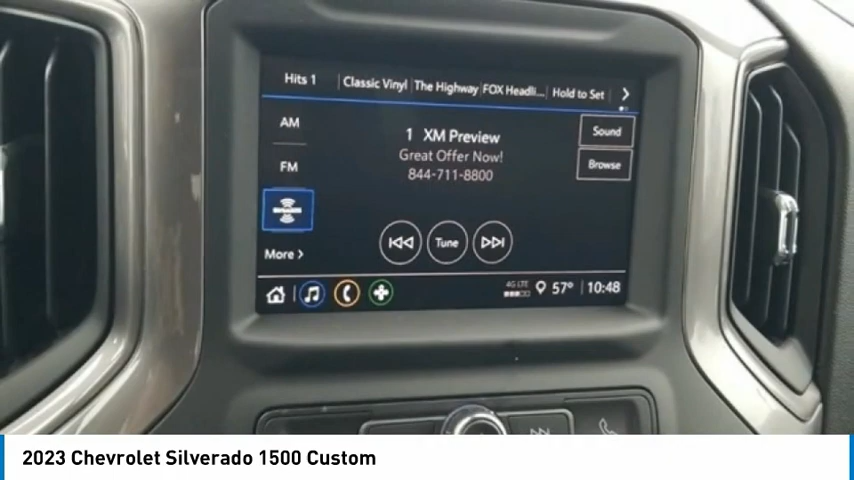 Hits 1 Classic Vinyl The Highway FOX Headli... Hold to Set >
AM
1 XM Preview
Sound
Great Offer Now!
FM
844-711-8800
Browse
Tune
More >
4G LTE
57° 10:48
2023 Chevrolet Silverado 1500 Custom